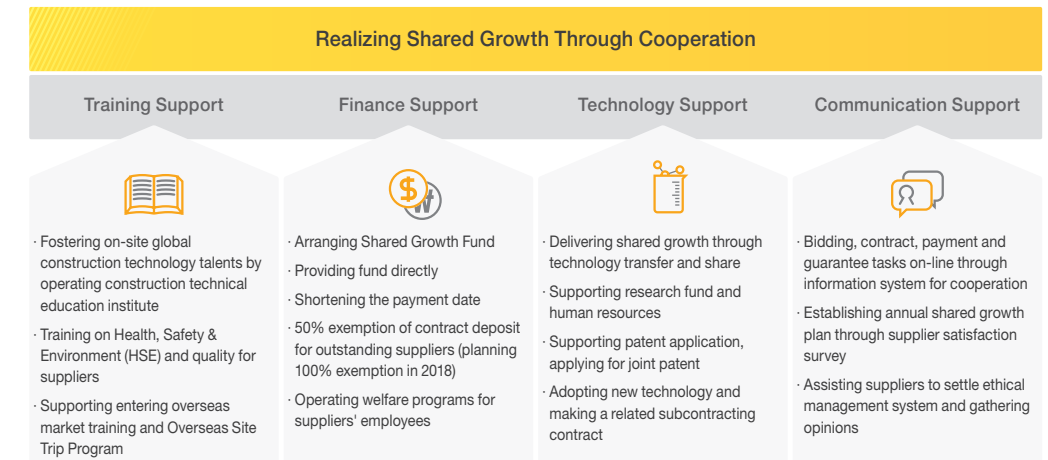 Realizing Shared Growth Through Cooperation
Training Support
· Fostering on-site global
construction technology talents by
operating construction technical
education institute
· Training on Health, Safety &
Environment (HSE) and quality for
suppliers
· Supporting entering overseas
market training and Overseas Site
Trip Program
Finance Support
$
₩
· Arranging Shared Growth Fund
· Providing fund directly
· Shortening the payment date
· 50% exemption of contract deposit
for outstanding suppliers (planning
100% exemption in 2018)
· Operating welfare programs for
suppliers' employees
Technology Support
· Delivering shared growth through
technology transfer and share
· Supporting research fund and
human resources
· Supporting patent application,
applying for joint patent
· Adopting new technology and
making a related subcontracting
contract
Communication Support
· Bidding, contract, payment and
guarantee tasks on-line through
information system for cooperation
· Establishing annual shared growth
plan through supplier satisfaction
survey
· Assisting suppliers to settle ethical
management system and gathering
opinions